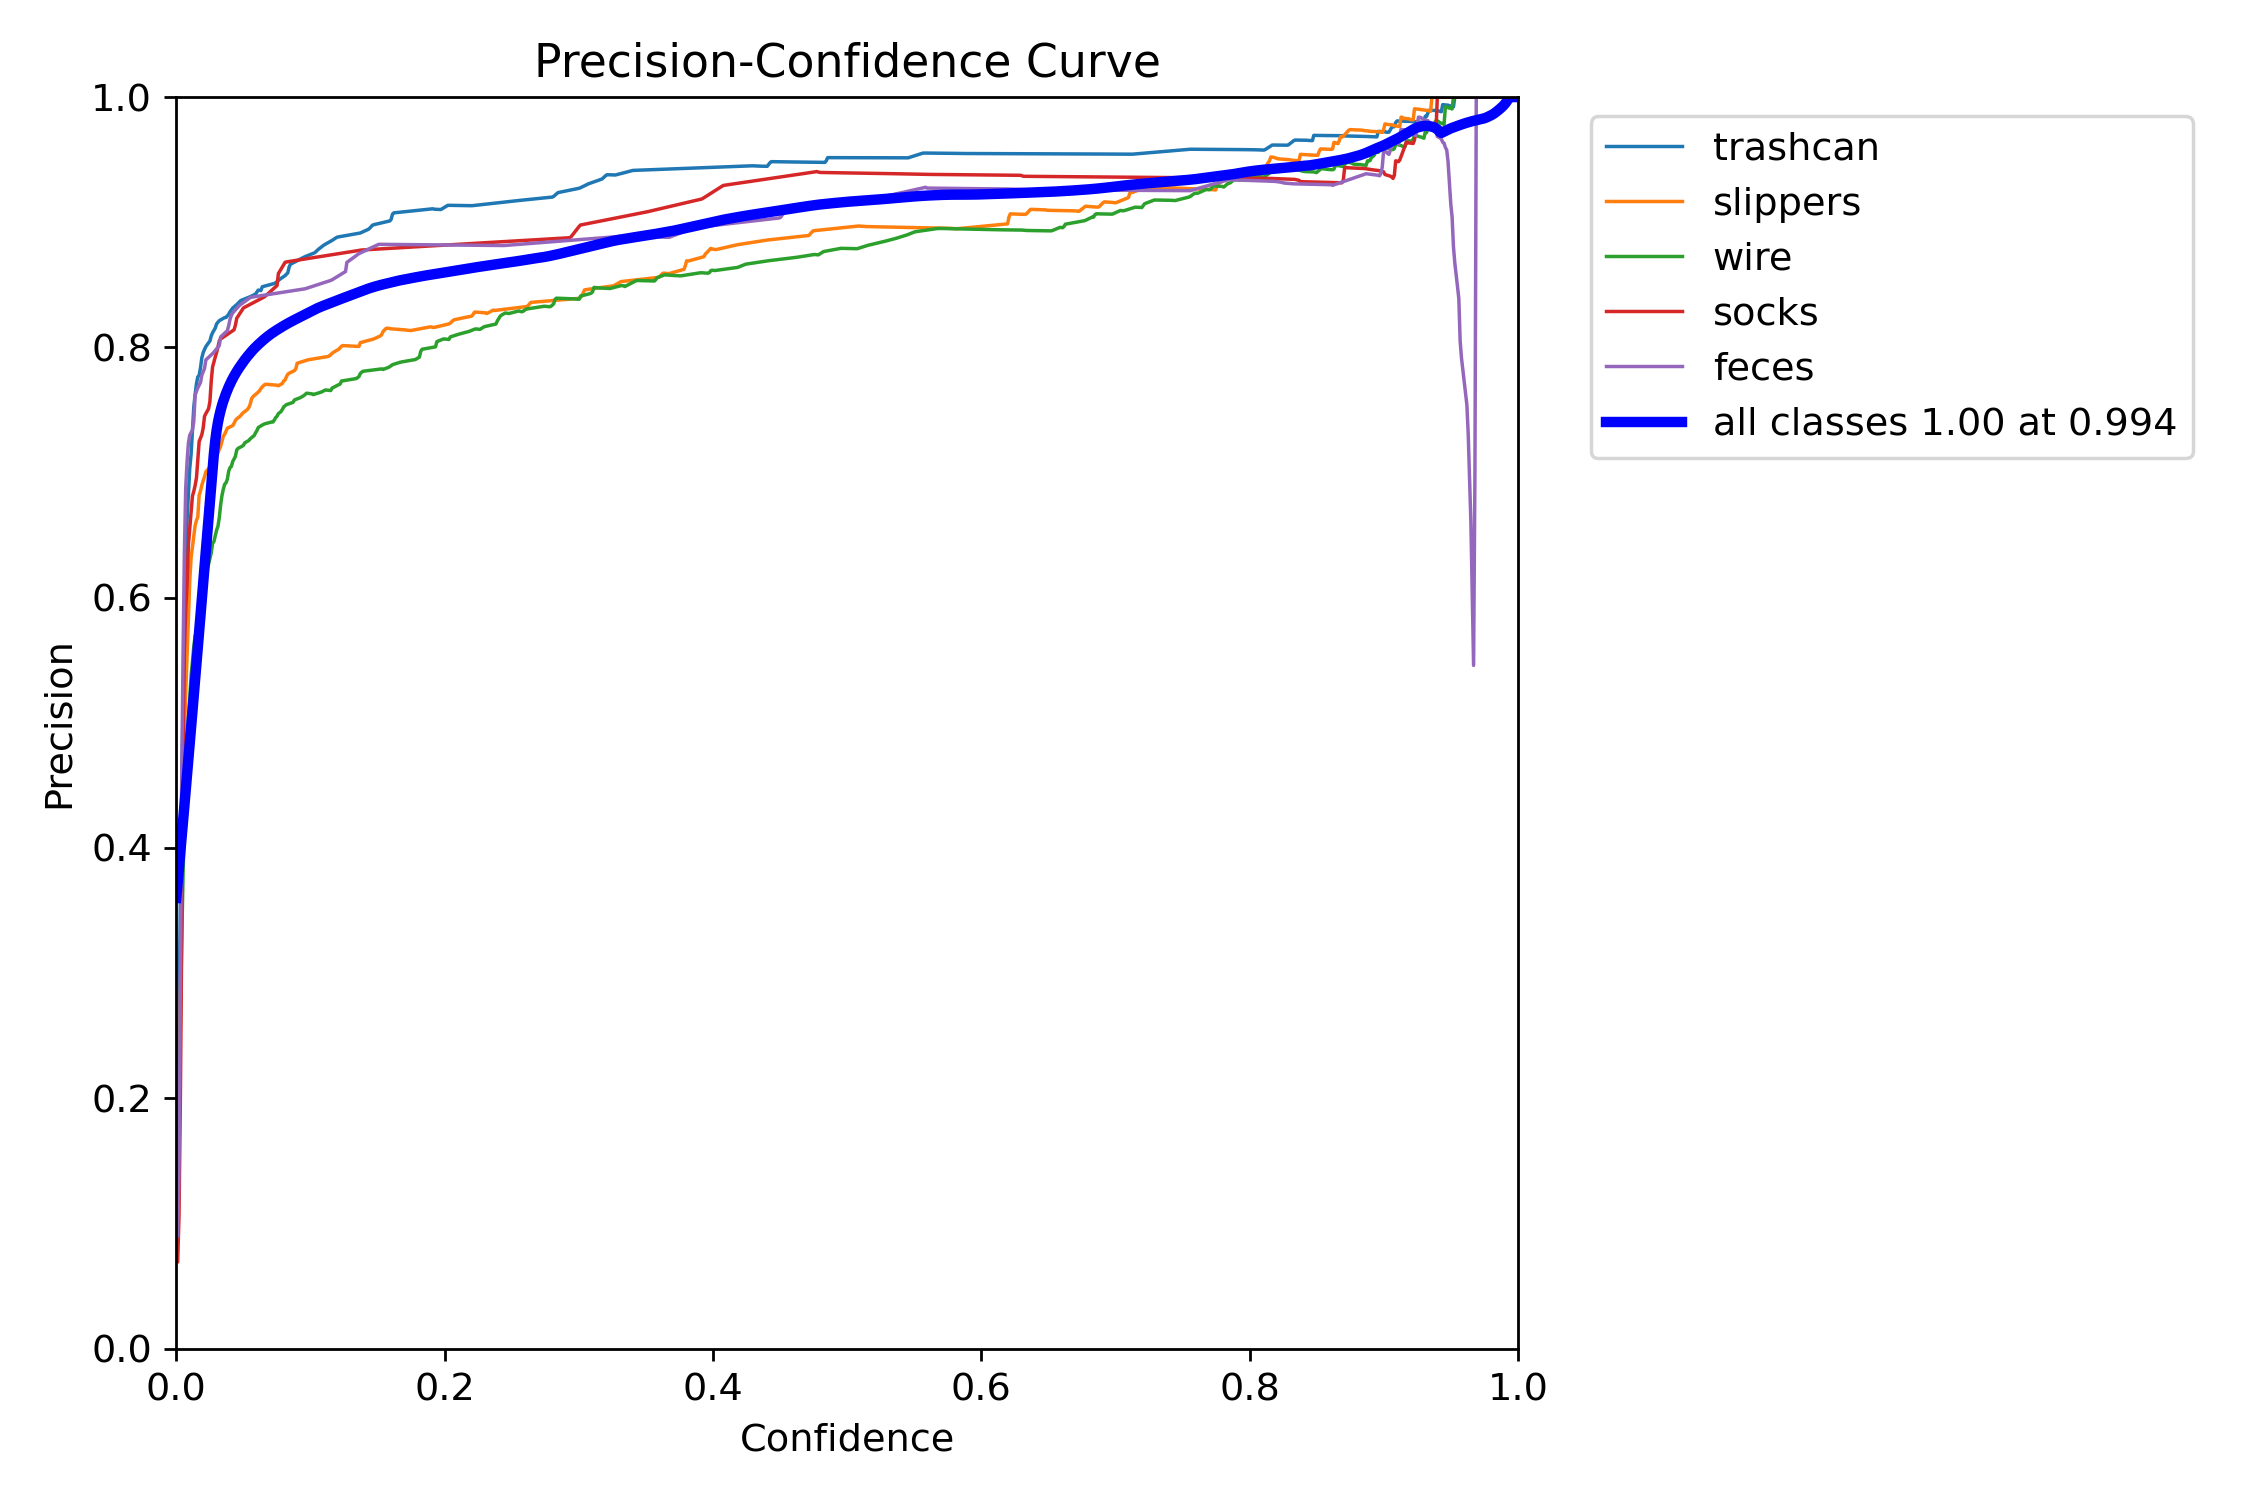 Precision-Confidence Curve
1.0
0.8
0.6
0.4
0.2
0.0
Precision
0.0 0.2 0.4 0.6 0.8 1.0
Confidence
trashcan
slippers
wire
socks
feces
all classes 1.00 at 0.994